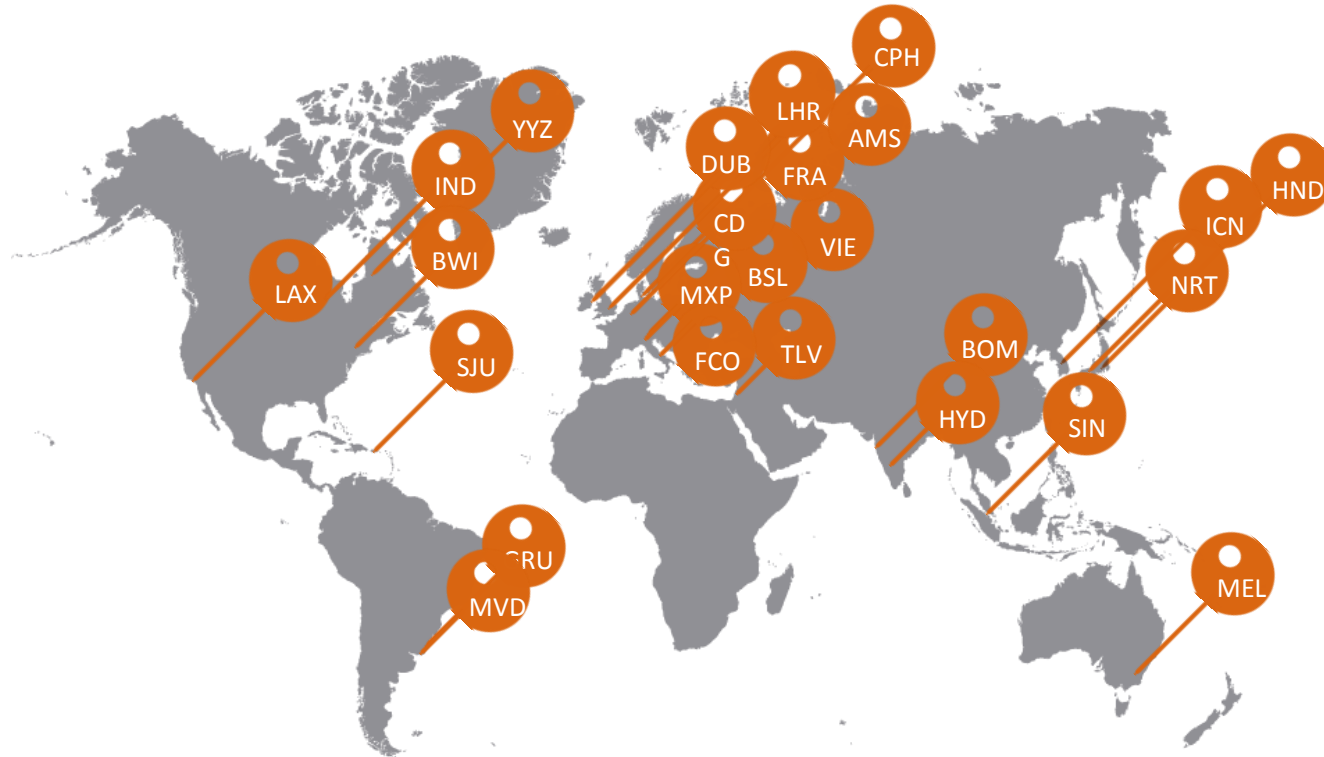 CPH
LHR
YYZ
AMS
DUB
FRA
IND
HND
ICN
CD
G
VIE
BWI
BSL
NRT
LAX
MXP
BOM
TLV
FCO
SJU
HYD
SIN
GRU
MEL
MVD